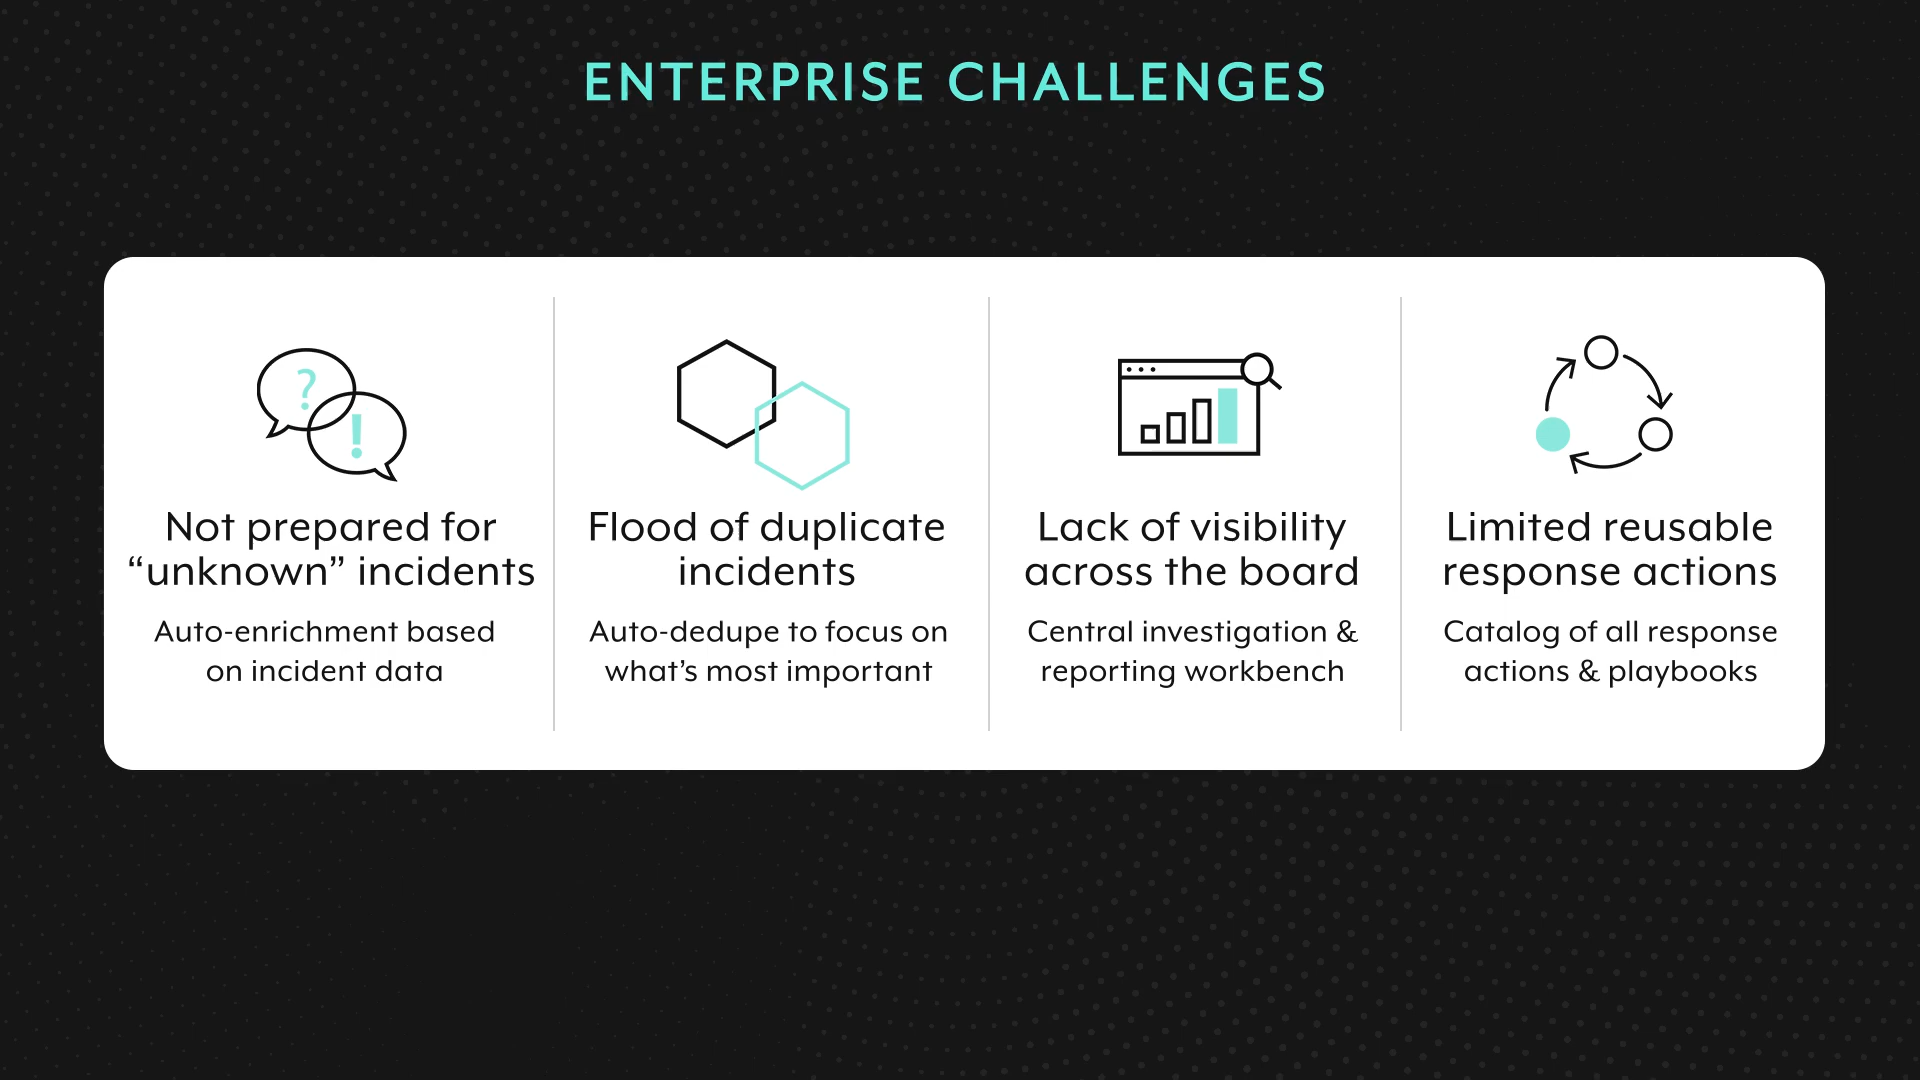 ENTERPRISE CHALLENGES
?
!
Not prepared for
“unknown” incidents
Auto-enrichment based
on incident data
Flood of duplicate
incidents
Auto-dedupe to focus on
what’s most important
Lack of visibility
across the board
Central investigation &
reporting workbench
Limited reusable
response actions
Catalog of all response
actions & playbooks